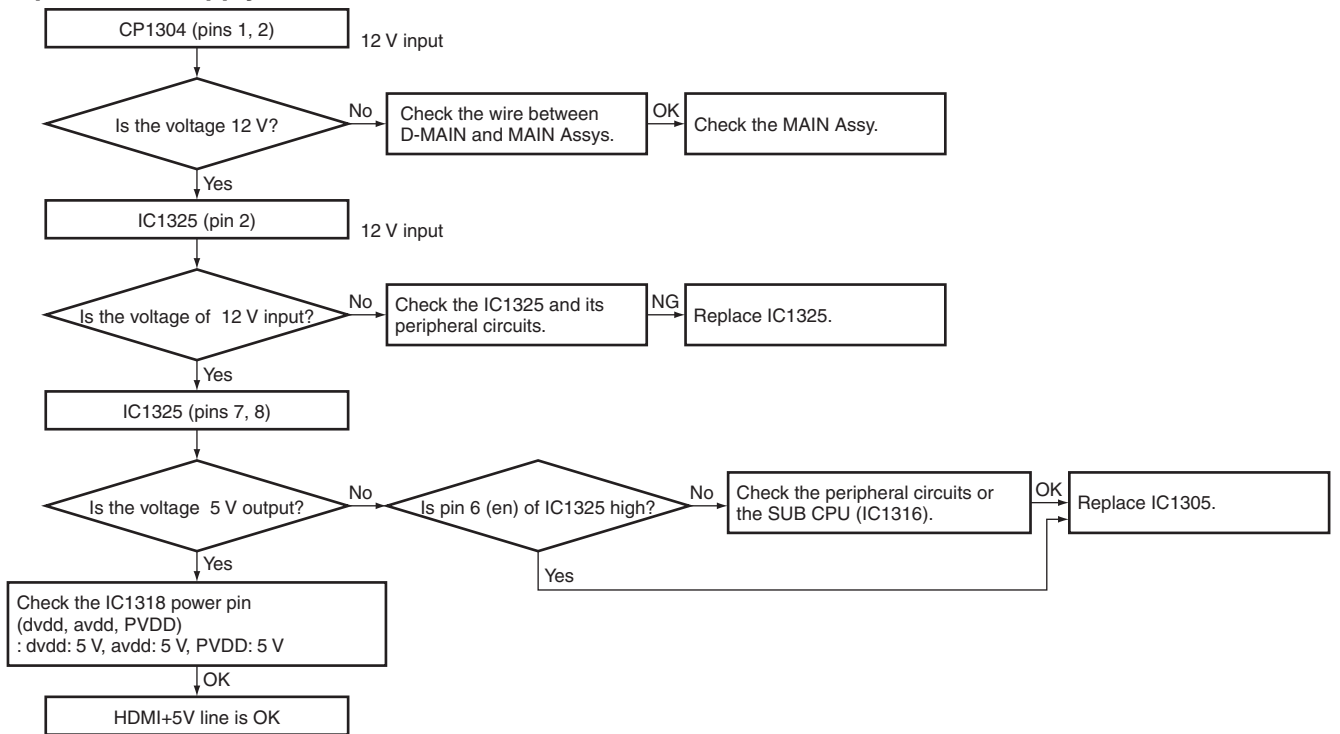 CP1304 (pins 1, 2)
12 V input
Is the voltage 12 V?
No
Check the wire between
D-MAIN and MAIN Assys.
OK
Check the MAIN Assy.
Yes
IC1325 (pin 2)
12 V input
Is the voltage of 12 V input?
No
Check the IC1325 and its
peripheral circuits.
NG
Replace IC1325.
Yes
IC1325 (pins 7, 8)
Is the voltage 5 V output?
No
Is pin 6 (en) of IC1325 high?
No
Check the peripheral circuits or
the SUB CPU (IC1316).
OK
Replace IC1305.
Yes
Yes
Check the IC1318 power pin
(dvdd, avdd, PVDD)
: dvdd: 5 V, avdd: 5 V, PVDD: 5 V
OK
HDMI+5V line is OK